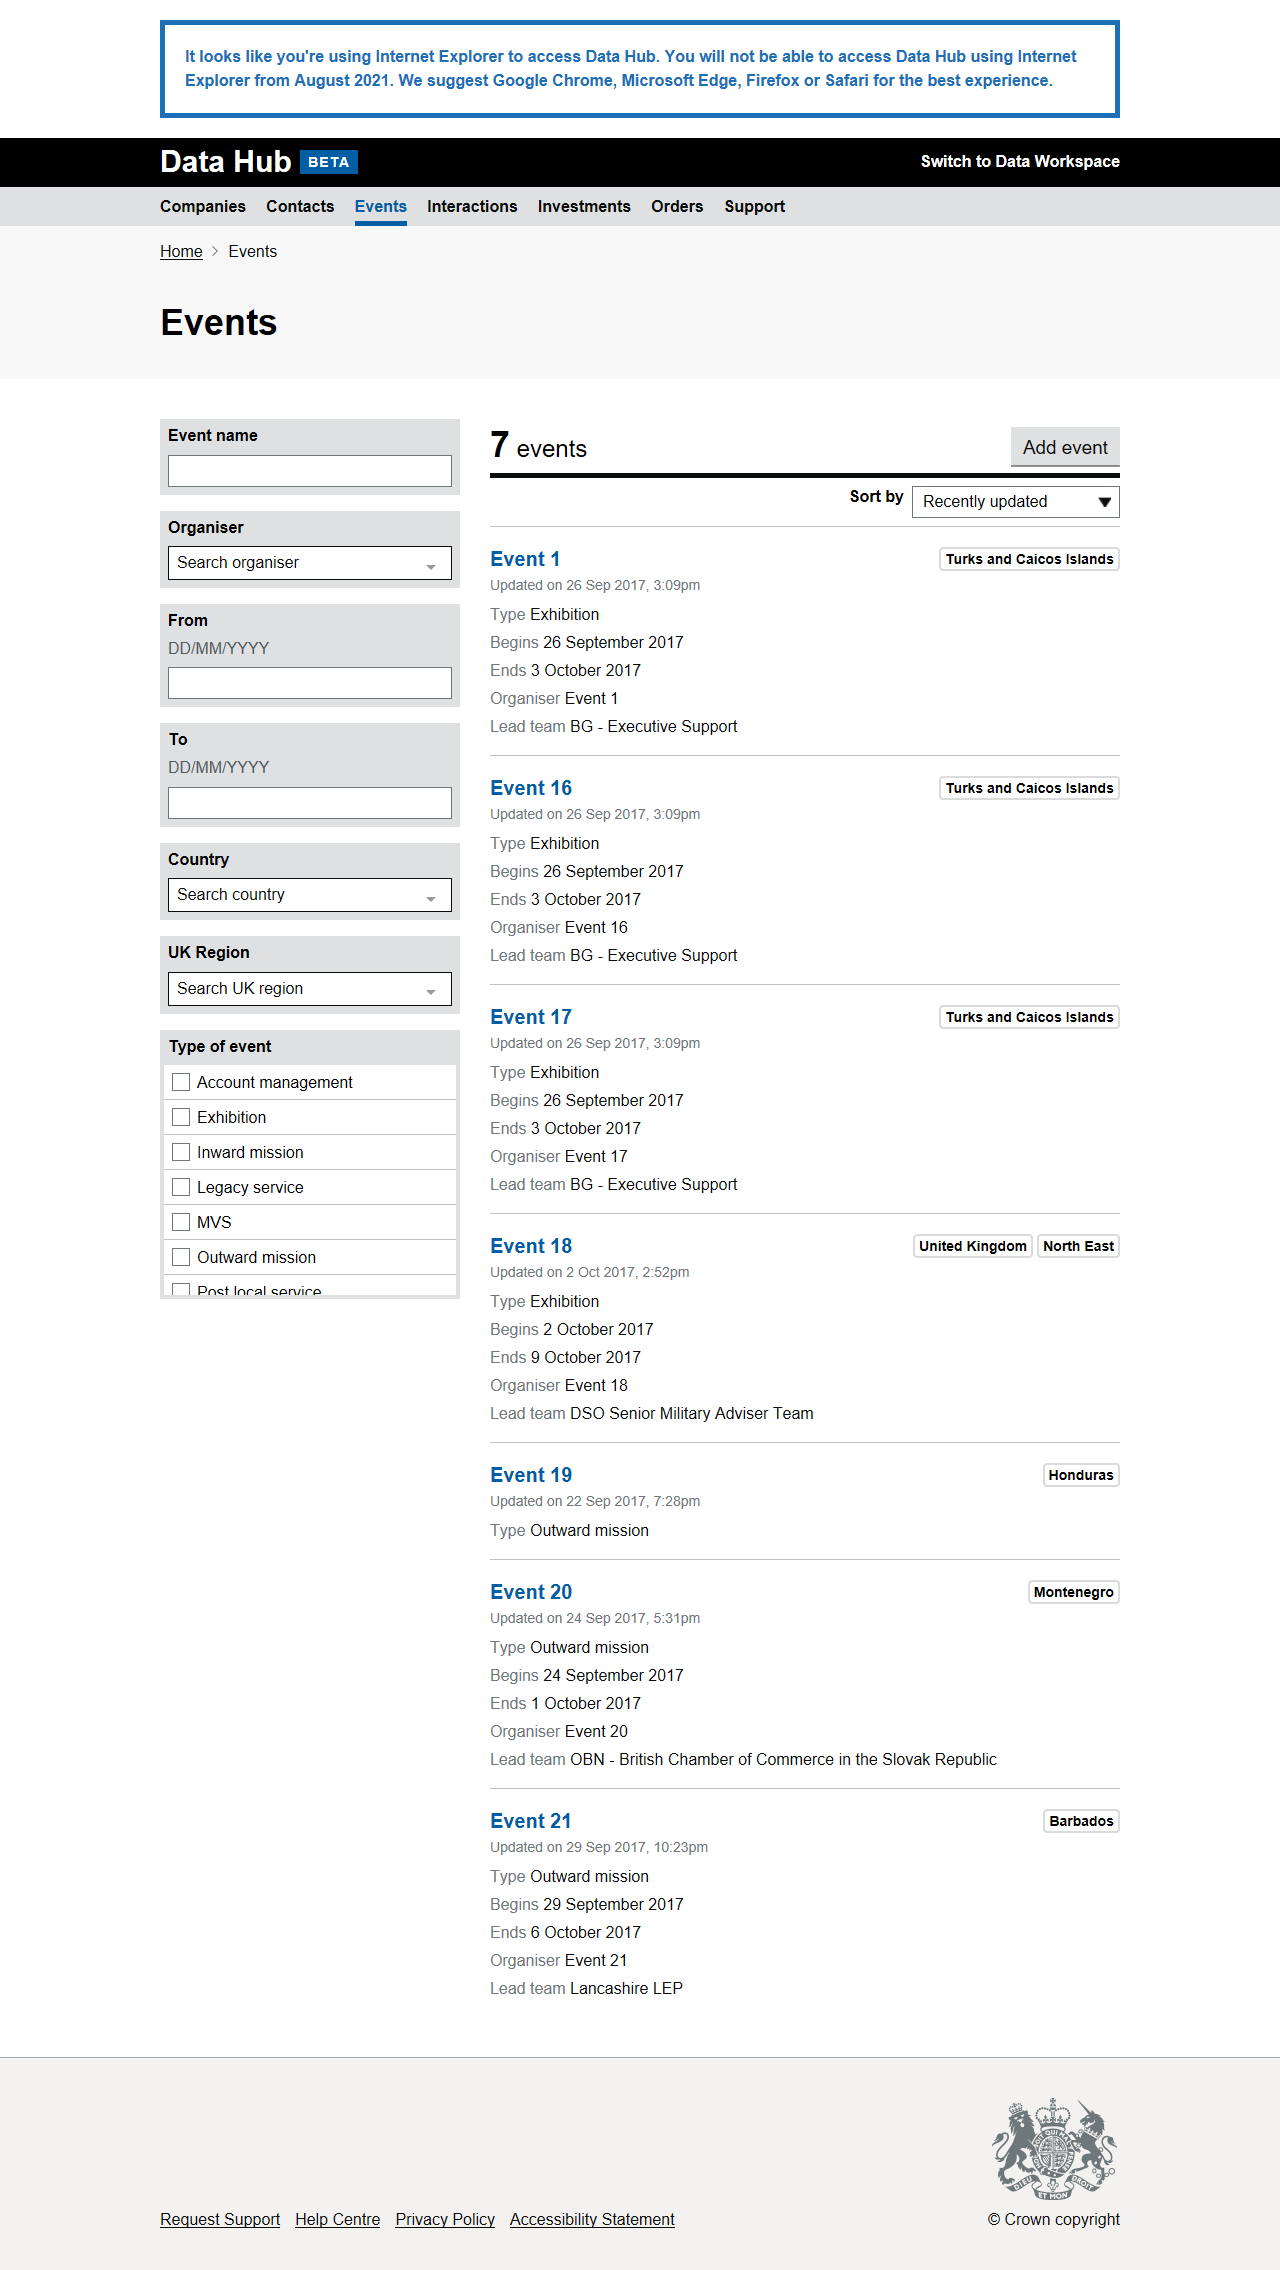 It looks like you're using Internet Explorer to access Data Hub. You will not be able to access Data Hub using Internet
Explorer from August 2021. We suggest Google Chrome, Microsoft Edge, Firefox or Safari for the best experience.
Data Hub BETA
Switch to Data Workspace
Companies Contacts Events Interactions Investments Orders Support
Home Events
Events
Event name
Organiser
Search organiser
From
DD/MM/YYYY
To
DD/MM/YYYY
Country
Search country
UK Region
Search UK region
Type of event
Account management
Exhibition
Inward mission
Legacy service
MVS
Outward mission
Post local service
7 events
Add event
Sort by Recently updated
Event 1
Turks and Caicos Islands
Updated on 26 Sep 2017, 3:09pm
Type Exhibition
Begins 26 September 2017
Ends 3 October 2017
Organiser Event 1
Lead team BG - Executive Support
Event 16
Turks and Caicos Islands
Updated on 26 Sep 2017, 3:09pm
Type Exhibition
Begins 26 September 2017
Ends 3 October 2017
Organiser Event 16
Lead team BG - Executive Support
Event 17
Turks and Caicos Islands
Updated on 26 Sep 2017, 3:09pm
Type Exhibition
Begins 26 September 2017
Ends 3 October 2017
Organiser Event 17
Lead team BG - Executive Support
Event 18
United Kingdom North East
Updated on 2 Oct 2017, 2:52pm
Type Exhibition
Begins 2 October 2017
Ends 9 October 2017
Organiser Event 18
Lead team DSO Senior Military Adviser Team
Event 19
Honduras
Updated on 22 Sep 2017, 7:28pm
Type Outward mission
Event 20
Montenegro
Updated on 24 Sep 2017, 5:31pm
Type Outward mission
Begins 24 September 2017
Ends 1 October 2017
Organiser Event 20
Lead team OBN - British Chamber of Commerce in the Slovak Republic
Event 21
Barbados
Updated on 29 Sep 2017, 10:23pm
Type Outward mission
Begins 29 September 2017
Ends 6 October 2017
Organiser Event 21
Lead team Lancashire LEP
DIEU ET MON DROIT
Request Support Help Centre Privacy Policy Accessibility Statement
© Crown copyright